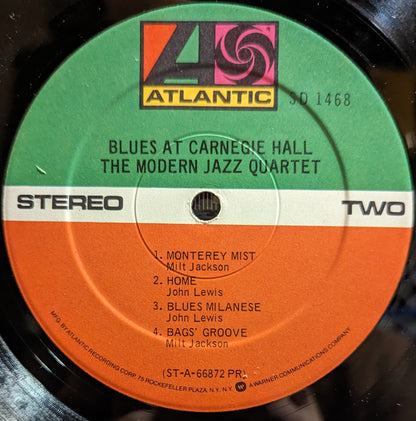 ATLANTIC
SD 1468
BLUES AT CARNEGIE HALL
THE MODERN JAZZ QUARTET
STEREO TWO
1. MONTEREY MIST
Milt Jackson
2. HOME
John Lewis
3. BLUES MILANESE
John Lewis
4. BAGS' GROOVE
Milt Jackson
(ST-A-66872 PR)
MFG. BY ATLANTIC RECORDING CORP. 75 ROCKEFELLER PLAZA, N.Y. N.Y. W A WARNER COMMUNICATIONS COMPANY